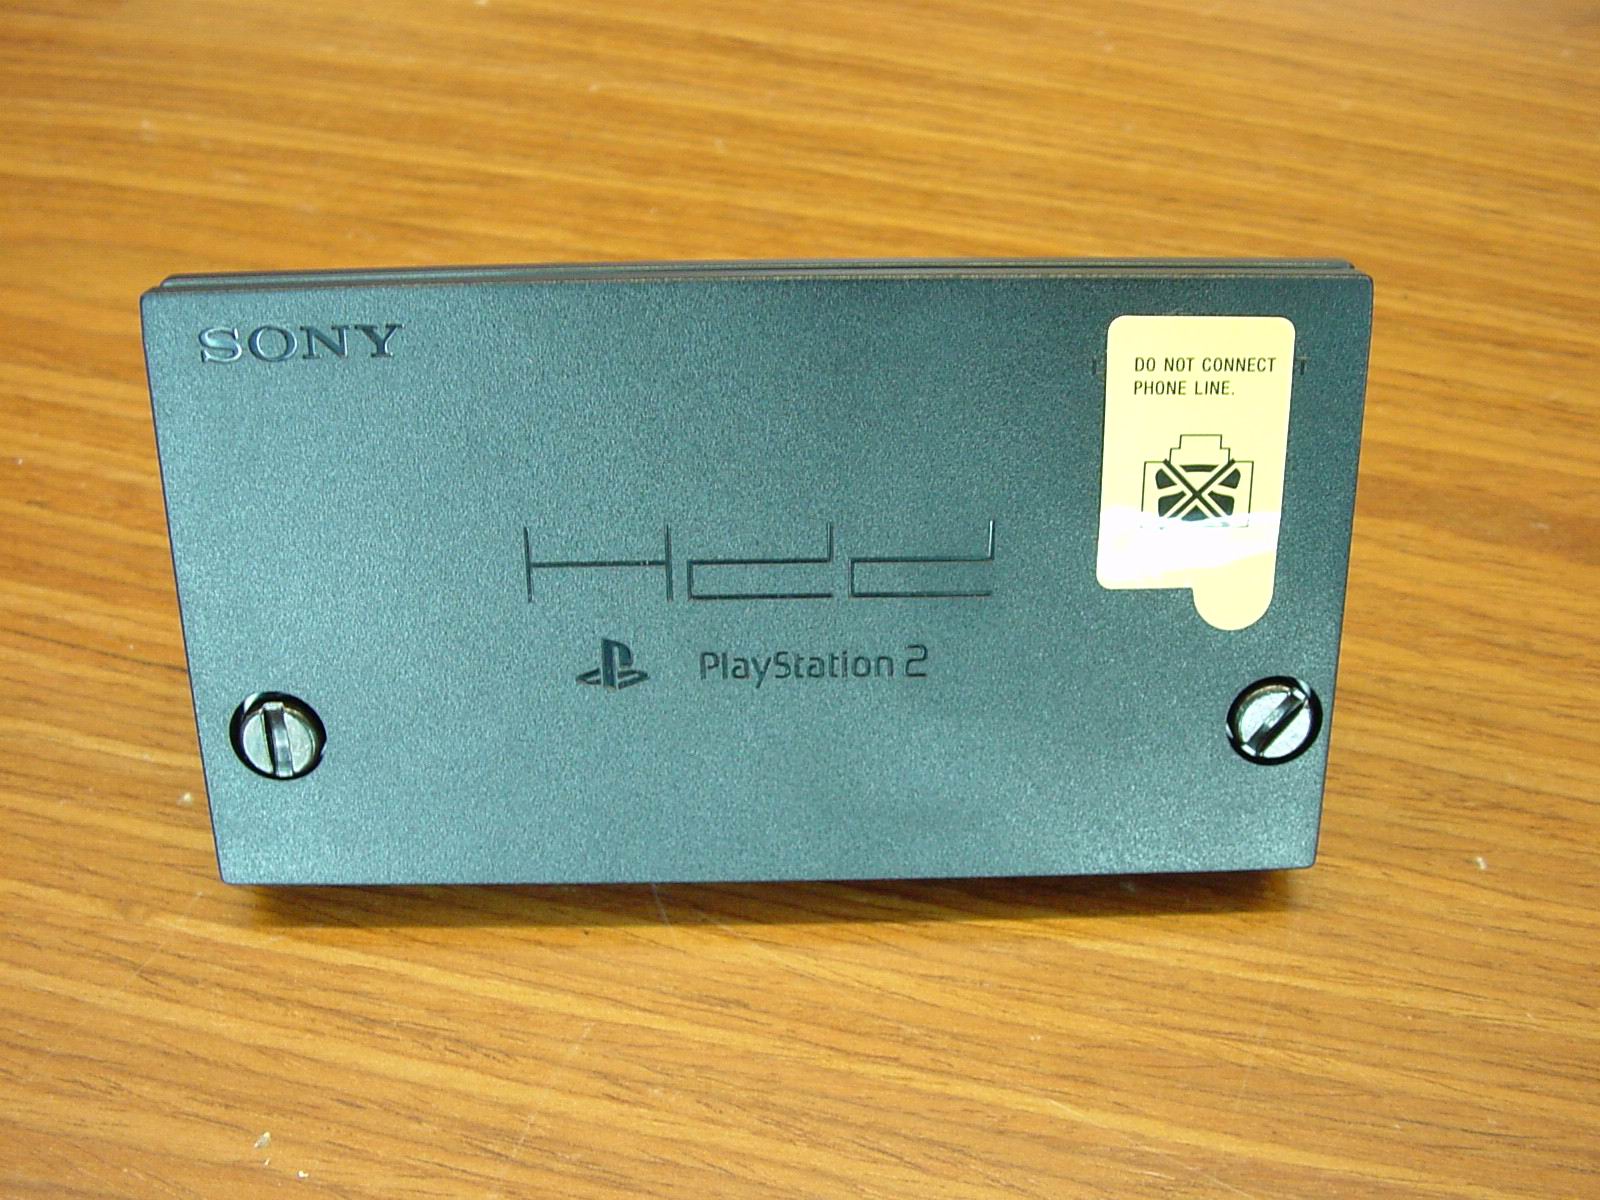 SONY
DO NOT CONNECT
PHONE LINE.
Hdd
PlayStation 2